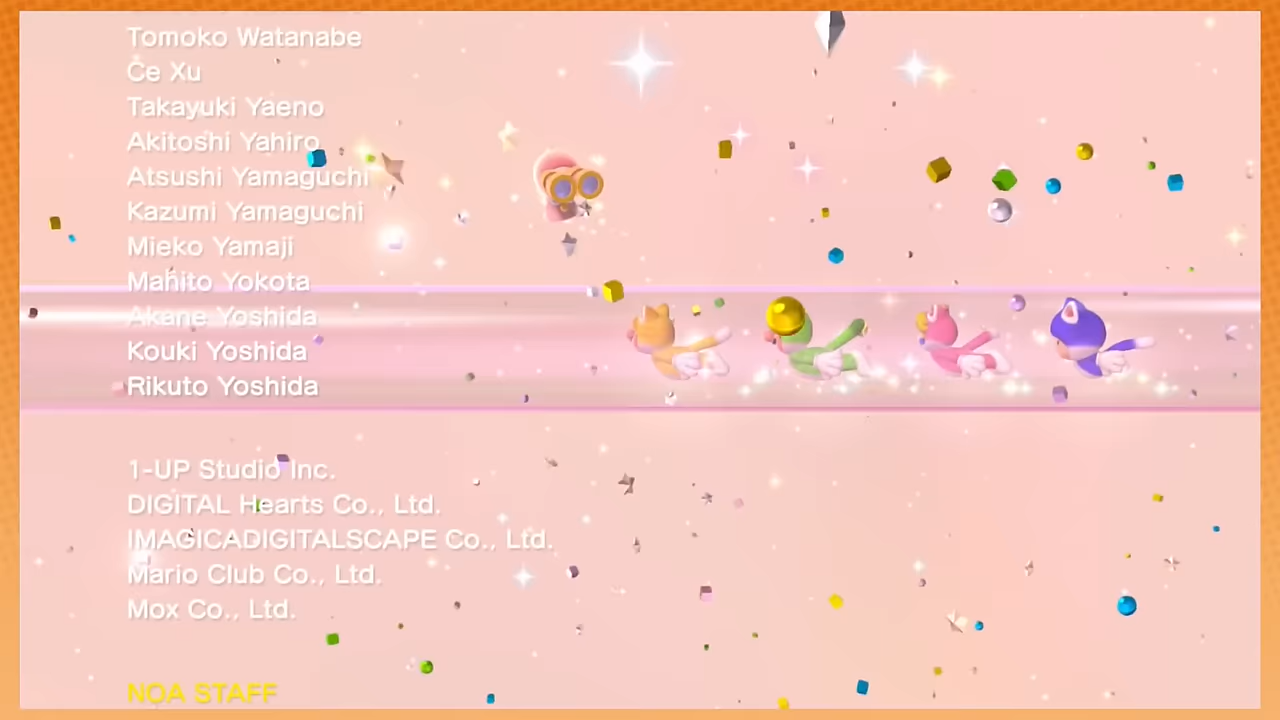 Tomoko Watanabe
Ce Xu
Takayuki Yaeno
Akitoshi Yahiro
Atsushi Yamaguchi
Kazumi Yamaguchi
Mieko Yamaji
Mahito Yokota
Akane Yoshida
Kouki Yoshida
Rikuto Yoshida
1-UP Studio Inc.
DIGITAL Hearts Co., Ltd.
IMAGICADIGITALSCAPE Co., Ltd.
Mario Club Co., Ltd.
Mox Co., Ltd.
NOA STAFF